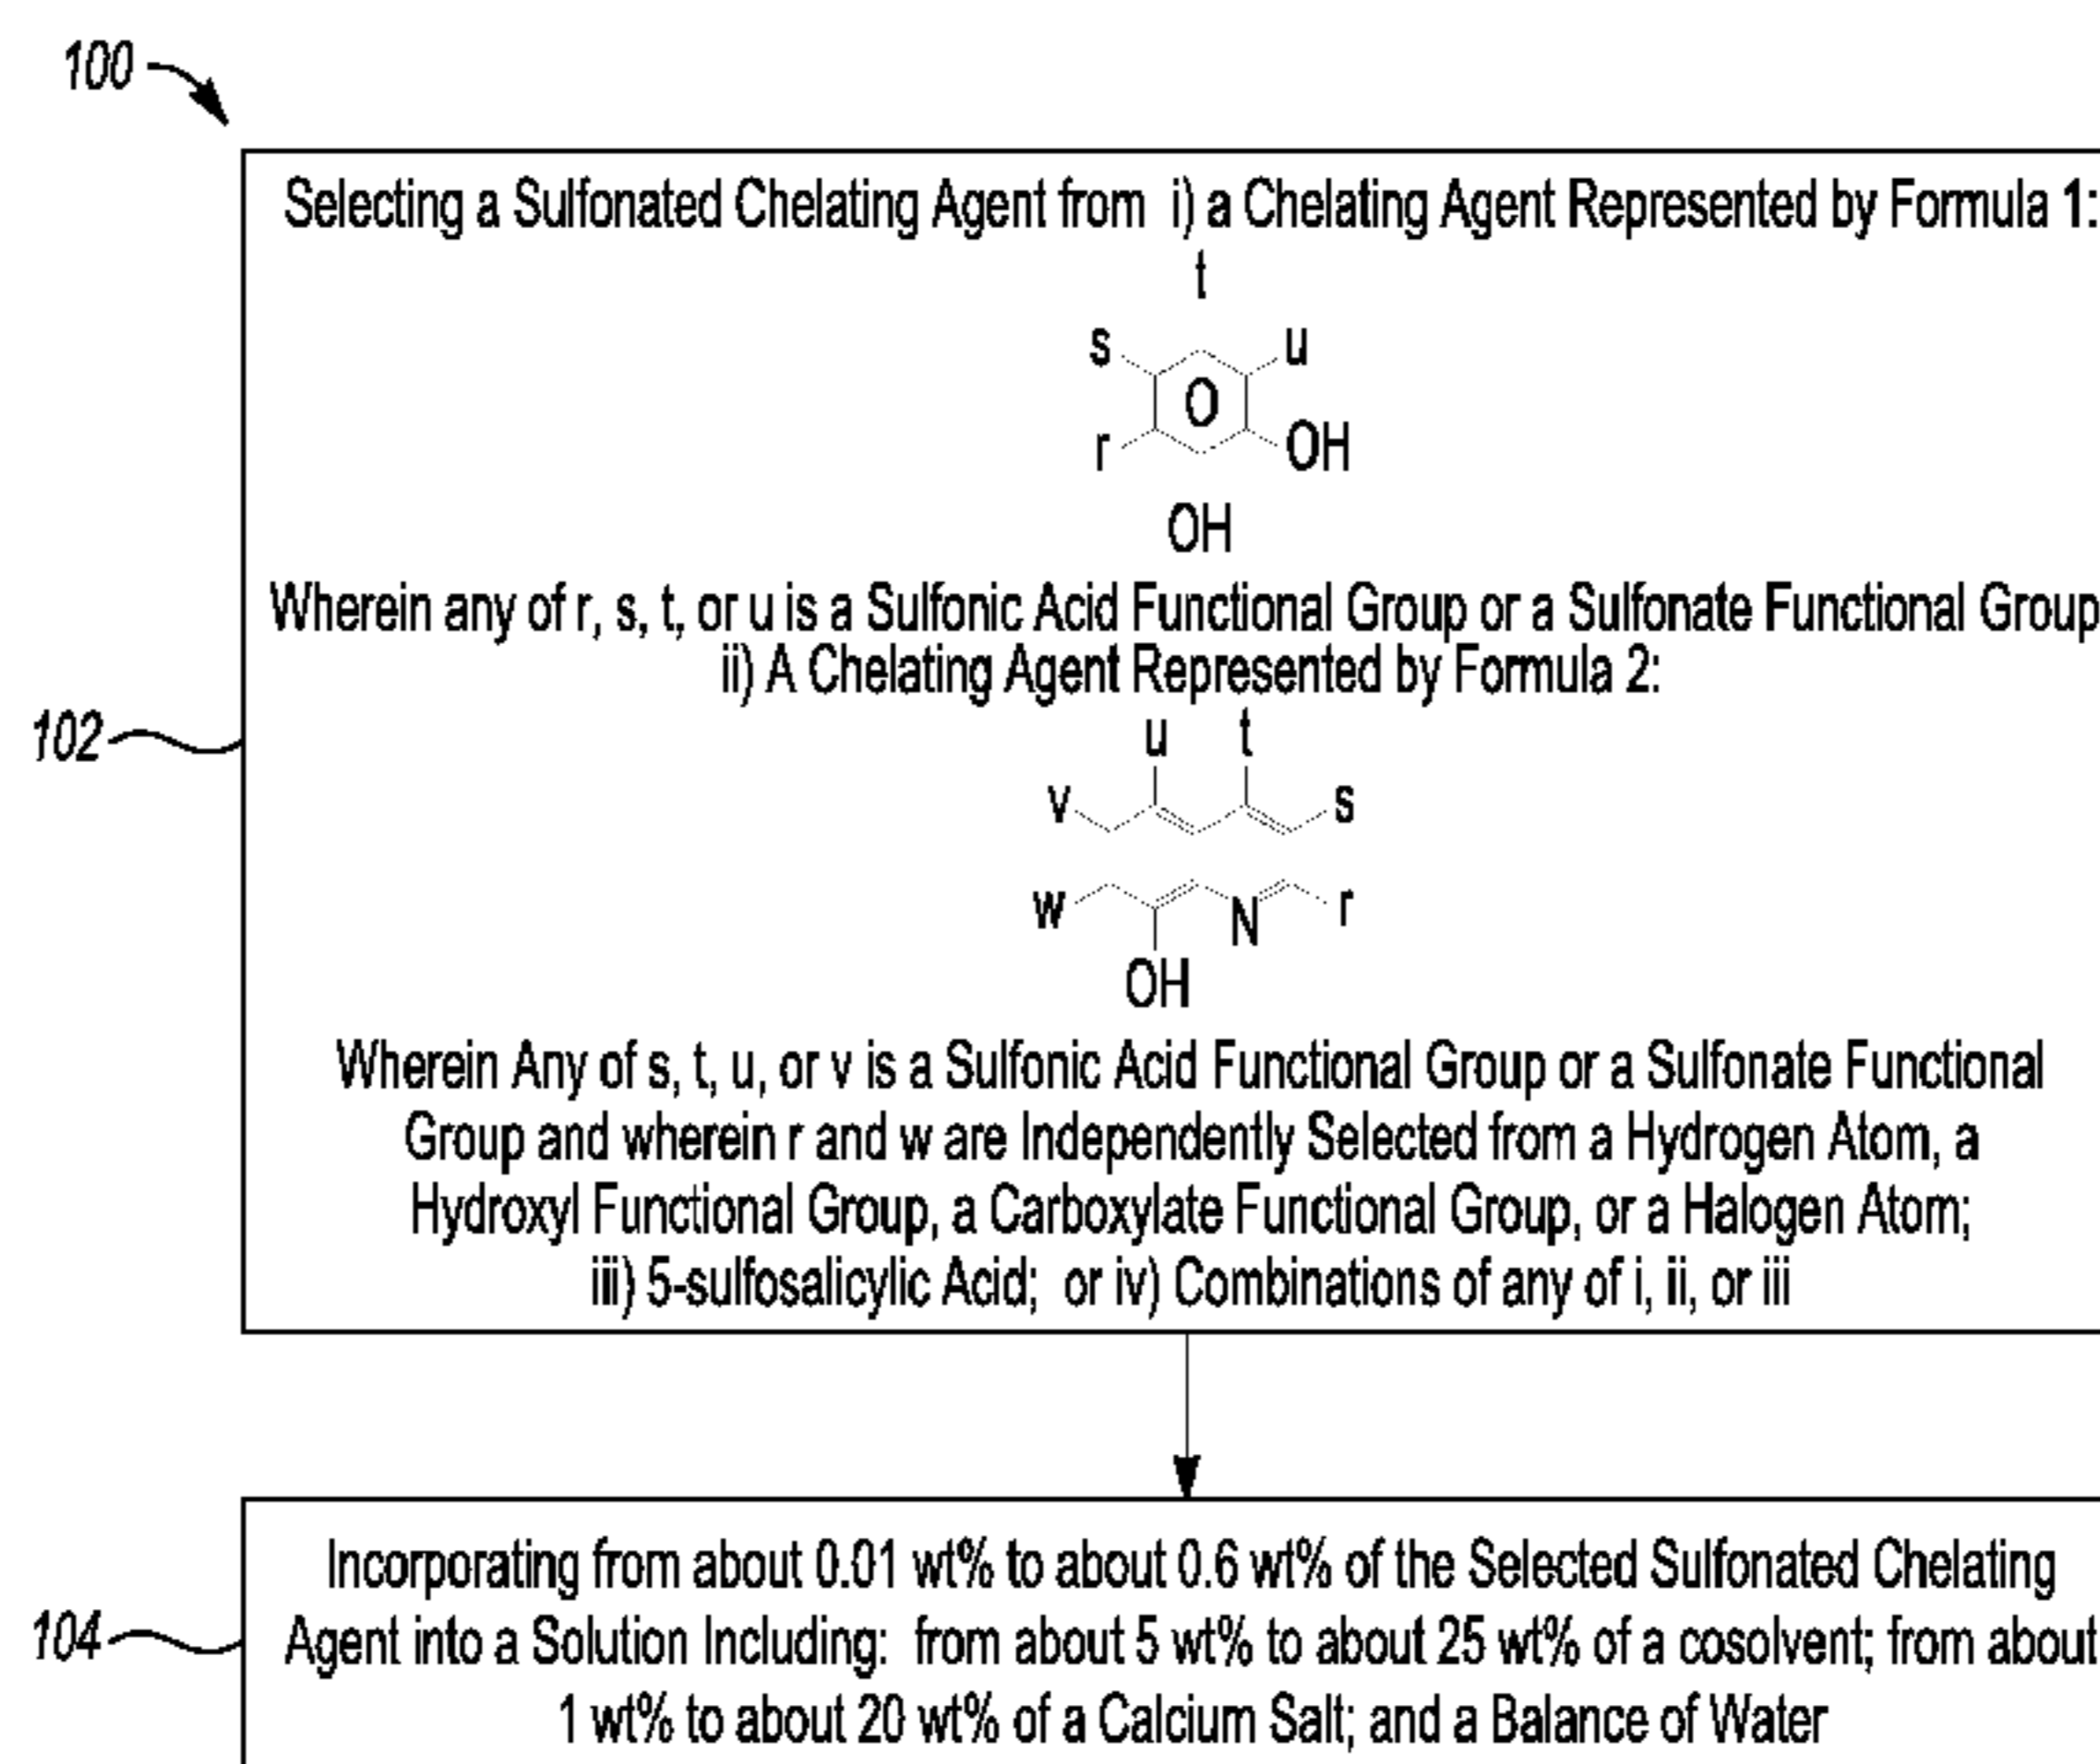 100
Selecting a Sulfonated Chelating Agent from i) a Chelating Agent Represented by Formula 1:
t
s u
O
r OH
OH
Wherein any of r, s, t, or u is a Sulfonic Acid Functional Group or a Sulfonate Functional Group
ii) A Chelating Agent Represented by Formula 2:
102
u t
v s
w N r
OH
Wherein Any of s, t, u, or v is a Sulfonic Acid Functional Group or a Sulfonate Functional
Group and wherein r and w are Independently Selected from a Hydrogen Atom, a
Hydroxyl Functional Group, a Carboxylate Functional Group, or a Halogen Atom;
iii) 5-sulfosalicylic Acid; or iv) Combinations of any of i, ii, or iii
Incorporating from about 0.01 wt% to about 0.6 wt% of the Selected Sulfonated Chelating
104
Agent into a Solution Including: from about 5 wt% to about 25 wt% of a cosolvent; from about
1 wt% to about 20 wt% of a Calcium Salt; and a Balance of Water